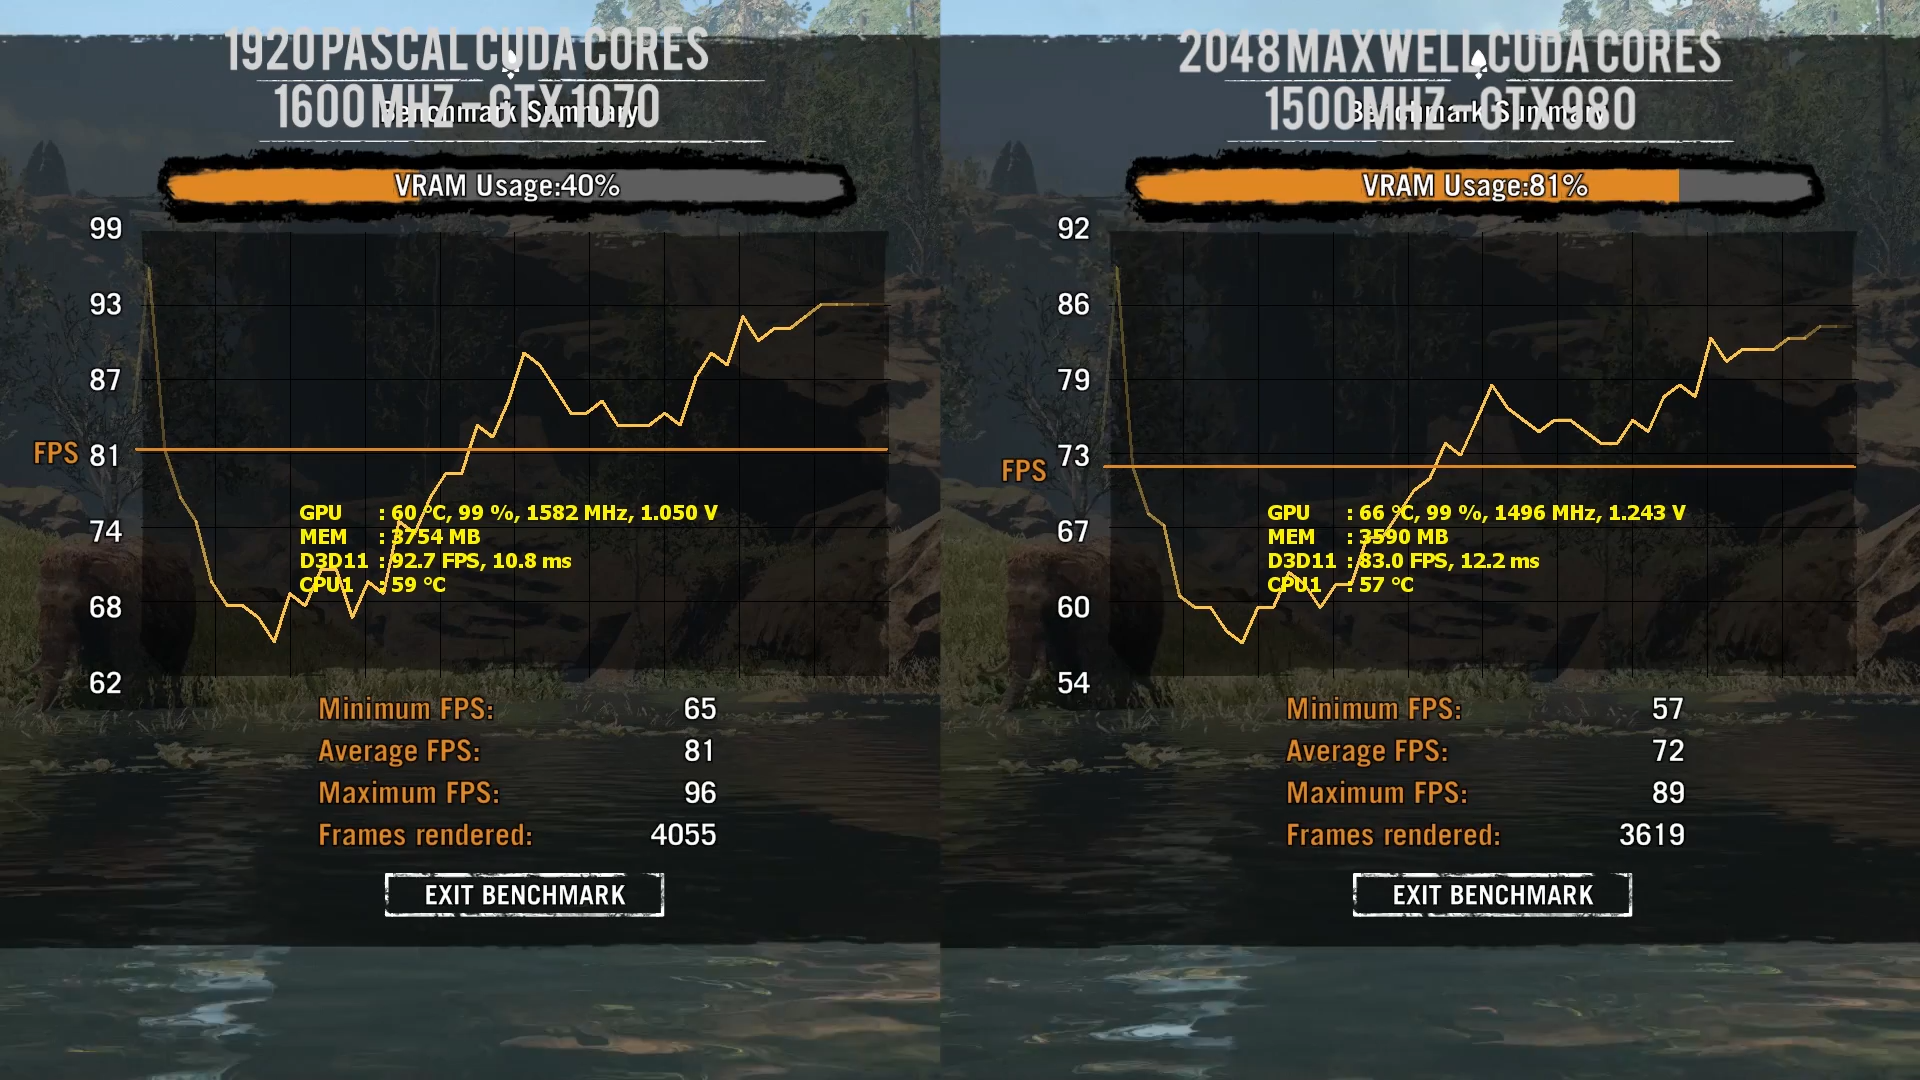 1920 PASCAL CUDA CORES
1600 MHZ - GTX 1070
Benchmark Summary
VRAM Usage:40%
99
93
87
FPS 81
74
68
62
GPU : 60 °C, 99 %, 1582 MHz, 1.050 V
MEM : 3754 MB
D3D11 : 92.7 FPS, 10.8 ms
CPU1 : 59 °C
Minimum FPS: 65
Average FPS: 81
Maximum FPS: 96
Frames rendered: 4055
EXIT BENCHMARK
2048 MAXWELL CUDA CORES
1500 MHZ - GTX 980
Benchmark Summary
VRAM Usage:81%
92
86
79
73
FPS
67
60
54
GPU : 66 °C, 99 %, 1496 MHz, 1.243 V
MEM : 3590 MB
D3D11 : 83.0 FPS, 12.2 ms
CPU1 : 57 °C
Minimum FPS: 57
Average FPS: 72
Maximum FPS: 89
Frames rendered: 3619
EXIT BENCHMARK